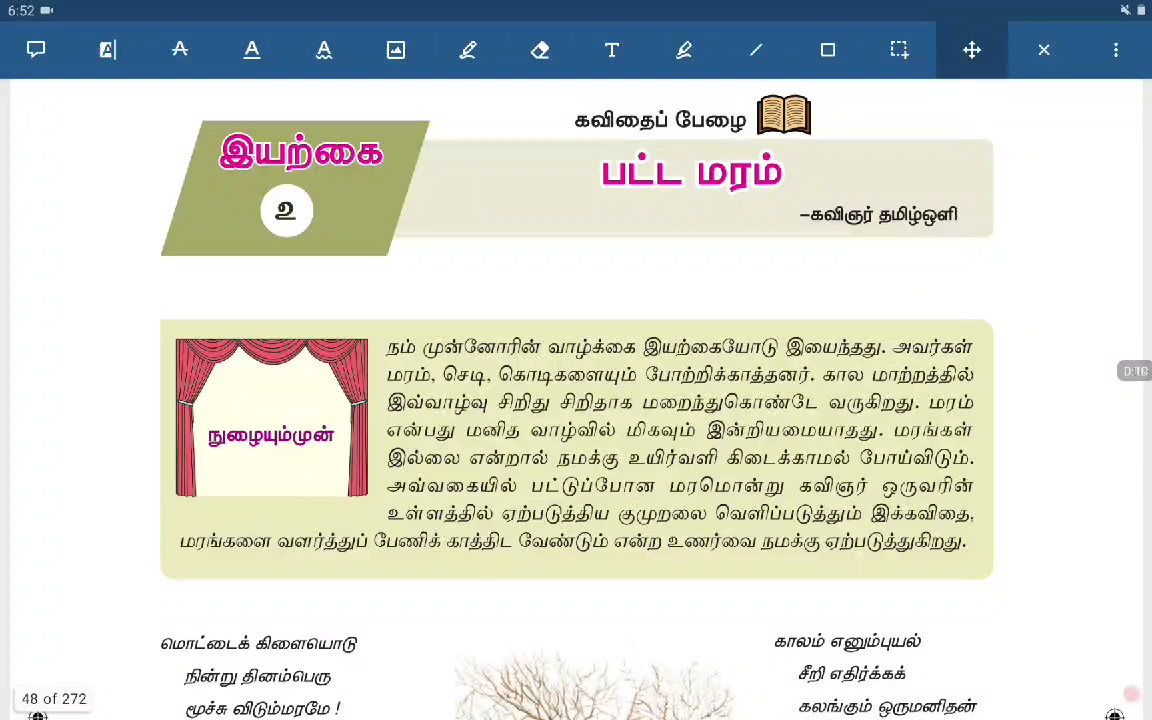 6:52
கவிதைப் பேழை
இயற்கை
பட்ட மரம்
௨
–கவிஞர் தமிழ்ஒளி
நுழையும்முன்
நம் முன்னோரின் வாழ்க்கை இயற்கையோடு இயைந்தது. அவர்கள்
மரம், செடி, கொடிகளையும் போற்றிக்காத்தனர். கால மாற்றத்தில்
இவ்வாழ்வு சிறிது சிறிதாக மறைந்துகொண்டே வருகிறது. மரம்
என்பது மனித வாழ்வில் மிகவும் இன்றியமையாதது. மரங்கள்
இல்லை என்றால் நமக்கு உயிர்வளி கிடைக்காமல் போய்விடும்.
அவ்வகையில் பட்டுப்போன மரமொன்று கவிஞர் ஒருவரின்
உள்ளத்தில் ஏற்படுத்திய குமுறலை வெளிப்படுத்தும் இக்கவிதை,
மரங்களை வளர்த்துப் பேணிக் காத்திட வேண்டும் என்ற உணர்வை நமக்கு ஏற்படுத்துகிறது.
மொட்டைக் கிளையொடு
நின்று தினம்பெரு
மூச்சு விடும்மரமே !
காலம் எனும்புயல்
சீறி எதிர்க்கக்
கலங்கும் ஒருமனிதன்
48 of 272